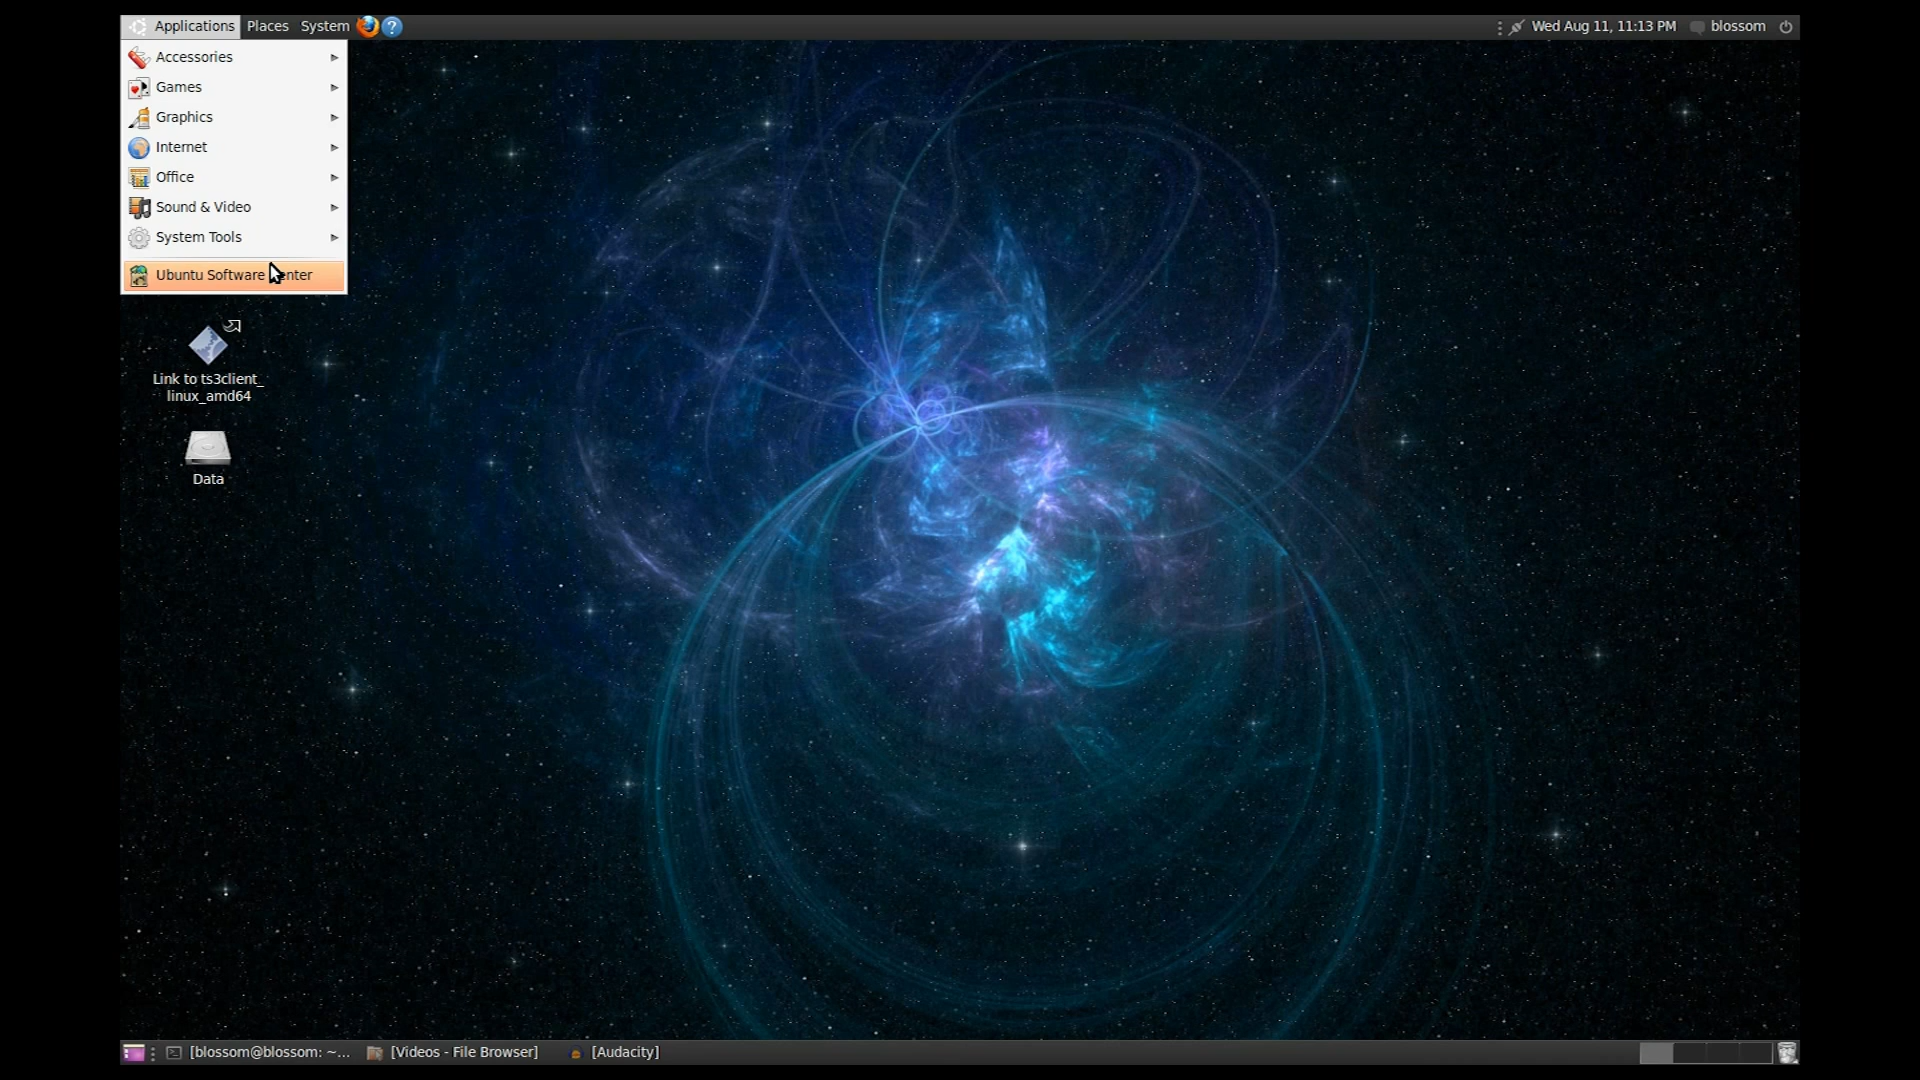 Applications Places System ?
Wed Aug 11, 11:13 PM blossom
Accessories
Games
Graphics
Internet
Office
Sound & Video
System Tools
Ubuntu Software
Link to ts3client_
linux_amd64
Data
[blossom@blossom: ~... [Videos - File Browser] [Audacity]